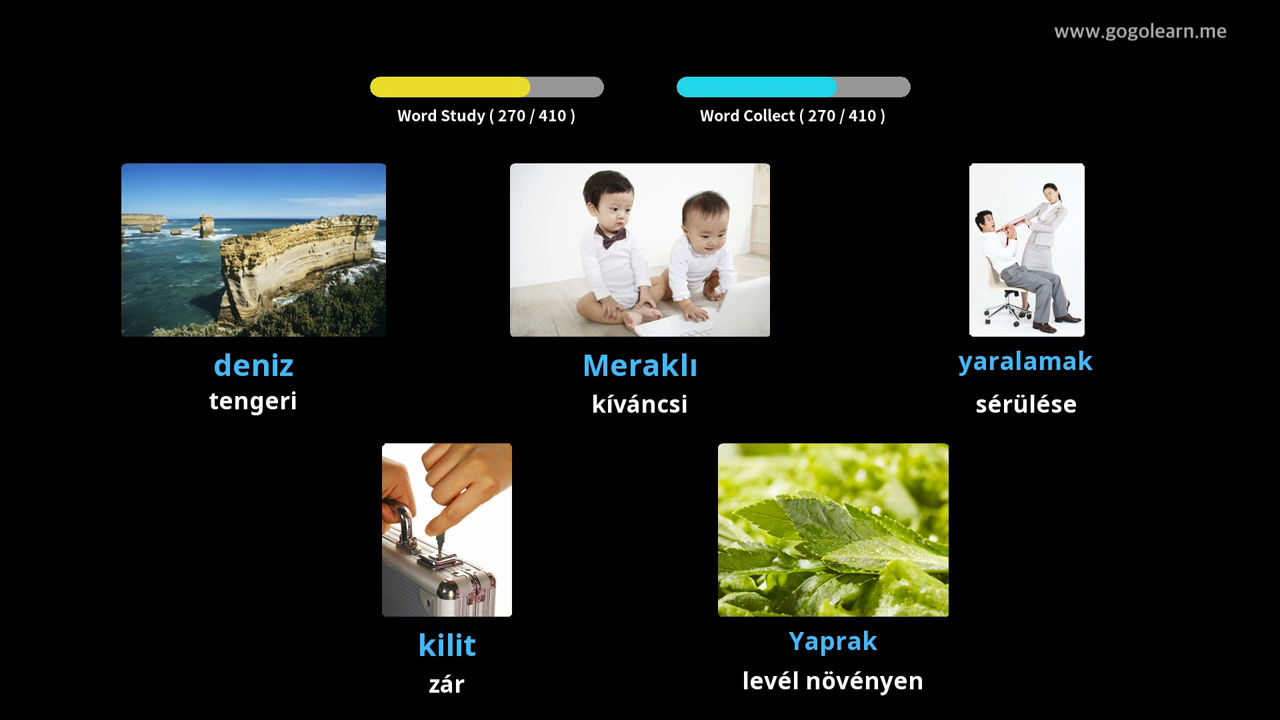 www.gogolearn.me
Word Study ( 270 / 410 )
Word Collect ( 270 / 410 )
deniz
tengeri
Meraklı
kíváncsi
yaralamak
sérülése
kilit
zár
Yaprak
levél növényen